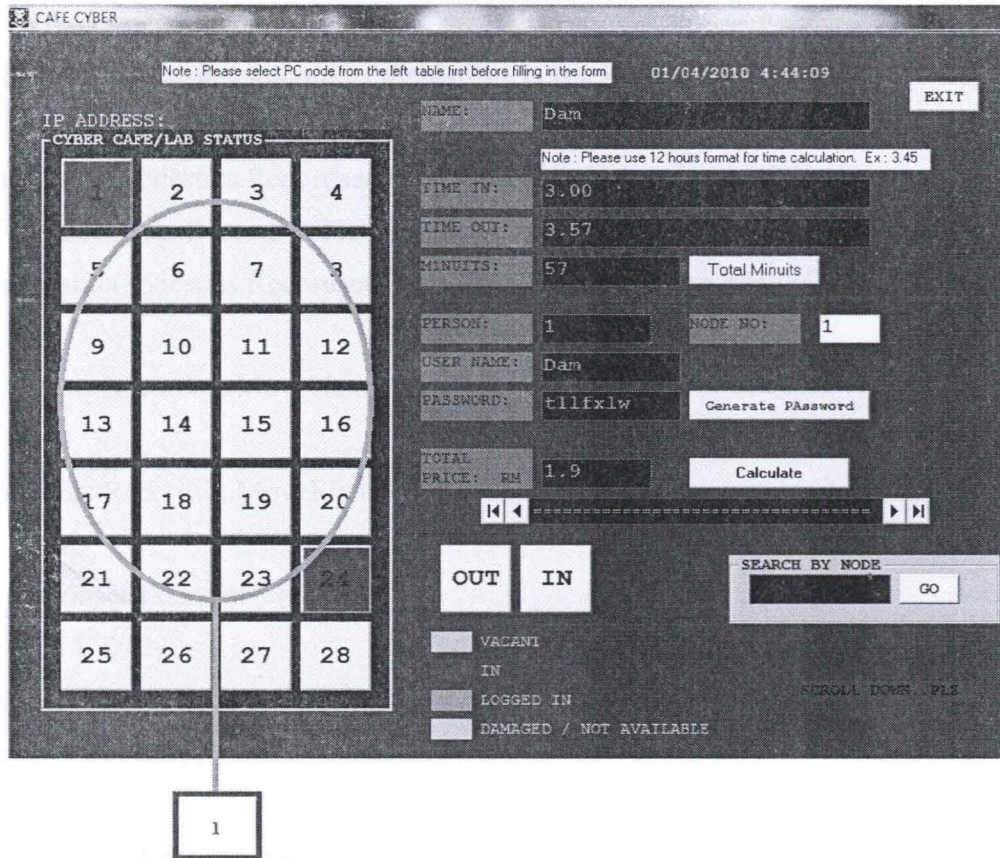 CAFE CYBER
Note : Please select PC node from the left table first before filling in the form
01/04/2010 4:44:09
EXIT
IP ADDRESS:
CYBER CAFE/LAB STATUS
1 2 3 4
5 6 7 8
9 10 11 12
13 14 15 16
17 18 19 20
21 22 23 24
25 26 27 28
NAME: Dam
Note : Please use 12 hours format for time calculation. Ex : 3.45
TIME IN: 3.00
TIME OUT: 3.57
MINUITS: 57 Total Minuits
PERSON: 1 NODE NO: 1
USER NAME: Dam
PASSWORD: Generate PAssword
TOTAL
PRICE: RM 1.9 Calculate
OUT IN
SEARCH BY NODE
GO
VACANT
IN
LOGGED IN
DAMAGED / NOT AVAILABLE
SCROLL DOWN..PLZ
1